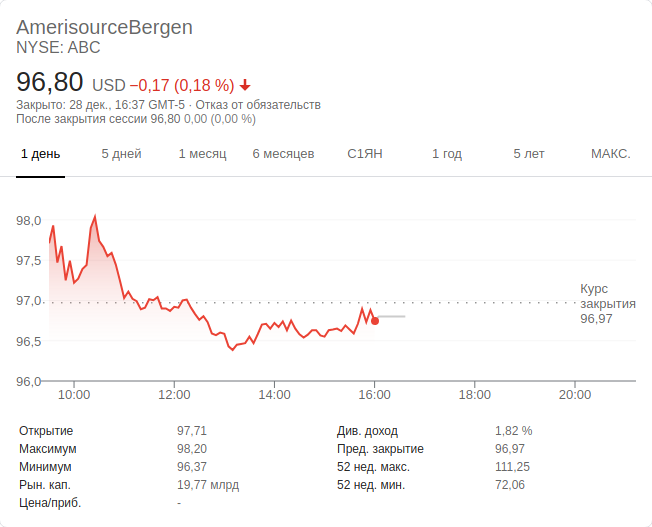 AmerisourceBergen
NYSE: ABC
96,80 USD −0,17 (0,18 %)
Закрыто: 28 дек., 16:37 GMT-5 · Отказ от обязательств
После закрытия сессии 96,80 0,00 (0,00 %)
1 день 5 дней 1 месяц 6 месяцев С1ЯН 1 год 5 лет МАКС.
98,0
97,5
97,0
96,5
96,0
Курс
закрытия
96,97
10:00 12:00 14:00 16:00 18:00 20:00
Открытие 97,71 Див. доход 1,82 %
Максимум 98,20 Пред. закрытие 96,97
Минимум 96,37 52 нед. макс. 111,25
Рын. кап. 19,77 млрд 52 нед. мин. 72,06
Цена/приб. -